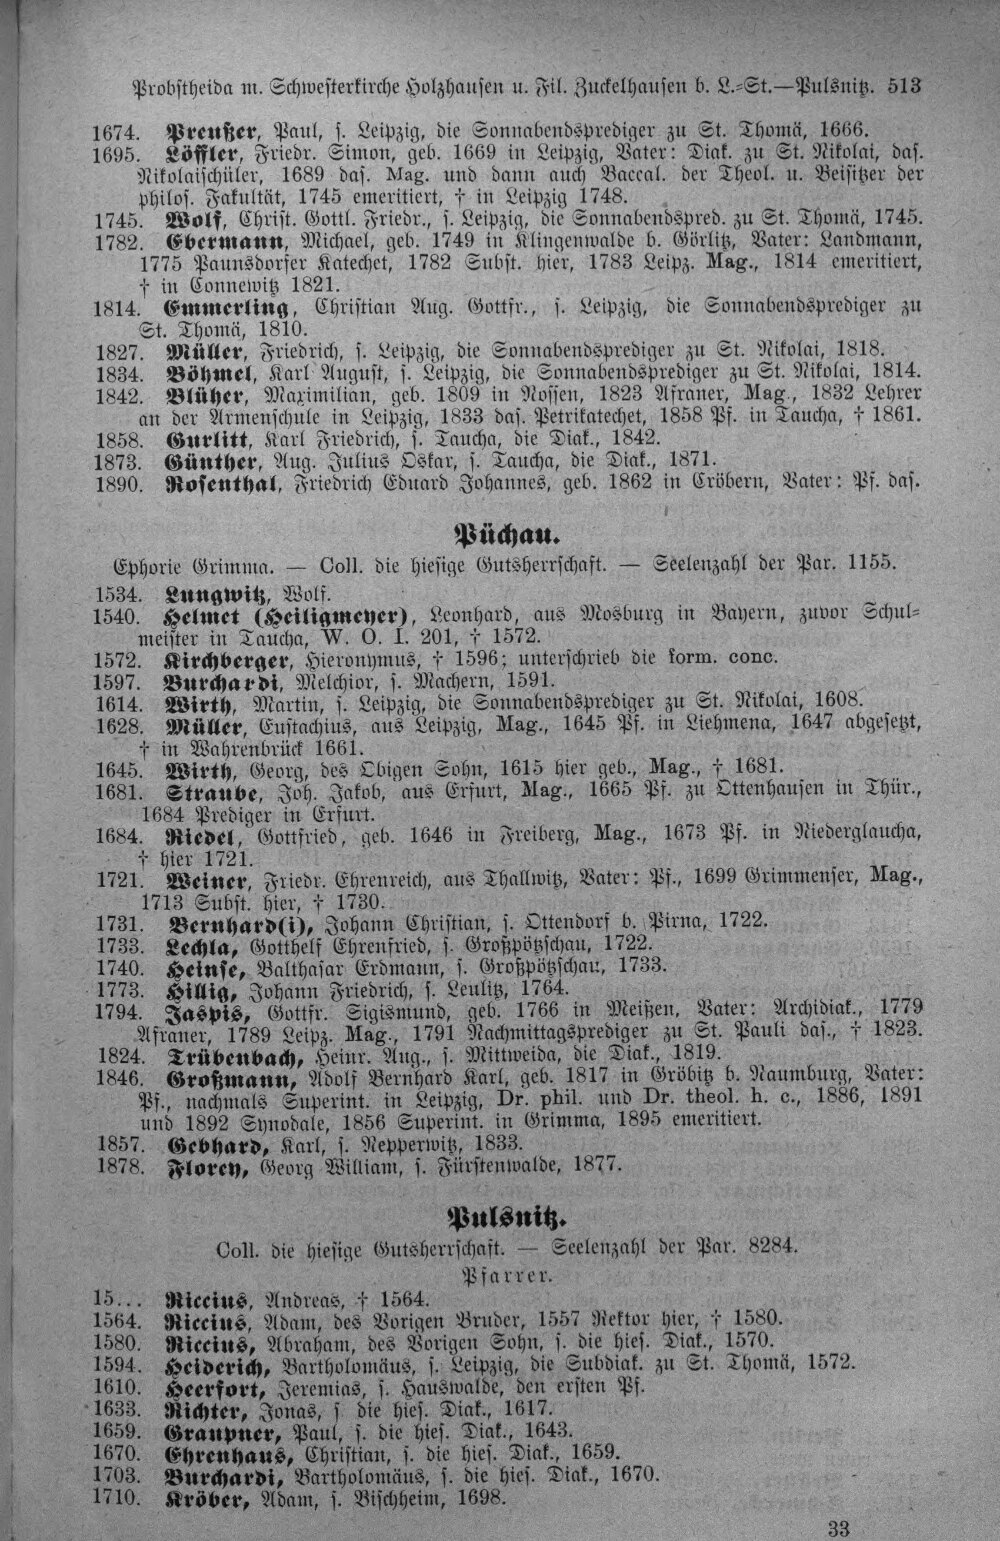 Probstheida m. Schwesterkirche Holzhausen u. Fil. Zuckelhausen b. L.=St.—Pulsnitz. 513
1674. Preußer, Paul, s. Leipzig, die Sonnabendsprediger zu St. Thomä, 1666.
1695. Löffler, Friedr. Simon, geb. 1669 in Leipzig, Vater: Diak. zu St. Nikolai, das.
Nikolaischüler, 1689 das. Mag. und dann auch Baccal. der Theol. u. Beisitzer der
philos. Fakultät, 1745 emeritiert, † in Leipzig 1748.
1745. Wolf, Christ. Gottl. Friedr., s. Leipzig, die Sonnabendspred. zu St. Thomä, 1745.
1782. Ebermann, Michael, geb. 1749 in Klingenwalde b. Görlitz, Vater: Landmann,
1775 Paunsdorfer Katechet, 1782 Subst. hier, 1783 Leipz. Mag., 1814 emeritiert,
† in Connewitz 1821.
1814. Emmerling, Christian Aug. Gottfr., s. Leipzig, die Sonnabendsprediger zu
St. Thomä, 1810.
1827. Müller, Friedrich, s. Leipzig, die Sonnabendsprediger zu St. Nikolai, 1818.
1834. Böhmel, Karl August, s. Leipzig, die Sonnabendsprediger zu St. Nikolai, 1814.
1842. Blüher, Maximilian, geb. 1809 in Nossen, 1823 Afraner, Mag., 1832 Lehrer
an der Armenschule in Leipzig, 1833 das. Petrikatechet, 1858 Pf. in Taucha, † 1861.
1858. Gurlitt, Karl Friedrich, s. Taucha, die Diak., 1842.
1873. Günther, Aug. Julius Oskar, s. Taucha, die Diak., 1871.
1890. Rosenthal, Friedrich Eduard Johannes, geb. 1862 in Cröbern, Vater: Pf. das.
Püchau.
Ephorie Grimma. — Coll. die hiesige Gutsherrschaft. — Seelenzahl der Par. 1155.
1534. Lungwitz, Wolf.
1540. Helmet (Heiligmeyer), Leonhard, aus Mosburg in Bayern, zuvor Schul=
meister in Taucha, W. O. I. 201, † 1572.
1572. Kirchberger, Hieronymus, † 1596; unterschrieb die form. conc.
1597. Burchardi, Melchior, s. Machern, 1591.
1614. Wirth, Martin, s. Leipzig, die Sonnabendsprediger zu St. Nikolai, 1608.
1628. Müller, Eustachius, aus Leipzig, Mag., 1645 Pf. in Liehmena, 1647 abgesetzt,
† in Wahrenbrück 1661.
1645. Wirth, Georg, des Obigen Sohn, 1615 hier geb., Mag., † 1681.
1681. Straube, Joh. Jakob, aus Erfurt, Mag., 1665 Pf. zu Ottenhausen in Thür.,
1684 Prediger in Erfurt.
1684. Riedel, Gottfried, geb. 1646 in Freiberg, Mag., 1673 Pf. in Niederglaucha,
† hier 1721.
1721. Weiner, Friedr. Ehrenreich, aus Thallwitz, Vater: Pf., 1699 Grimmenser, Mag.,
1713 Subst. hier, † 1730.
1731. Bernhard(i), Johann Christian, s. Ottendorf b. Pirna, 1722.
1733. Lechla, Gotthelf Ehrenfried, s. Großpötzschau, 1722.
1740. Heinse, Balthasar Erdmann, s. Großpötzschau, 1733.
1773. Hillig, Johann Friedrich, s. Leulitz, 1764.
1794. Jaspis, Gottfr. Sigismund, geb. 1766 in Meißen, Vater: Archidiak., 1779
Afraner, 1789 Leipz. Mag., 1791 Nachmittagsprediger zu St. Pauli das., † 1823.
1824. Trübenbach, Heinr. Aug., s. Mittweida, die Diak., 1819.
1846. Großmann, Adolf Bernhard Karl, geb. 1817 in Gröbitz b. Naumburg, Vater:
Pf., nachmals Superint. in Leipzig, Dr. phil. und Dr. theol. h. c., 1886, 1891
und 1892 Synodale, 1856 Superint. in Grimma, 1895 emeritiert.
1857. Gebhard, Karl, s. Nepperwitz, 1833.
1878. Florey, Georg William, s. Fürstenwalde, 1877.
Pulsnitz.
Coll. die hiesige Gutsherrschaft. — Seelenzahl der Par. 8284.
Pfarrer.
15... Riccius, Andreas, † 1564.
1564. Riccius, Adam, des Vorigen Bruder, 1557 Rektor hier, † 1580.
1580. Riccius, Abraham, des Vorigen Sohn, s. die hies. Diak., 1570.
1594. Heiderich, Bartholomäus, s. Leipzig, die Subdiak. zu St. Thomä, 1572.
1610. Heerfort, Jeremias, s. Hauswalde, den ersten Pf.
1633. Richter, Jonas, s die hies. Diak., 1617.
1659. Graupner, Paul, s. die hies. Diak., 1643.
1670. Ehrenhaus, Christian, s. die hies. Diak., 1659.
1703. Burchardi, Bartholomäus, s. die hies. Diak., 1670.
1710. Kröber, Adam, s. Bischheim, 1698.
33